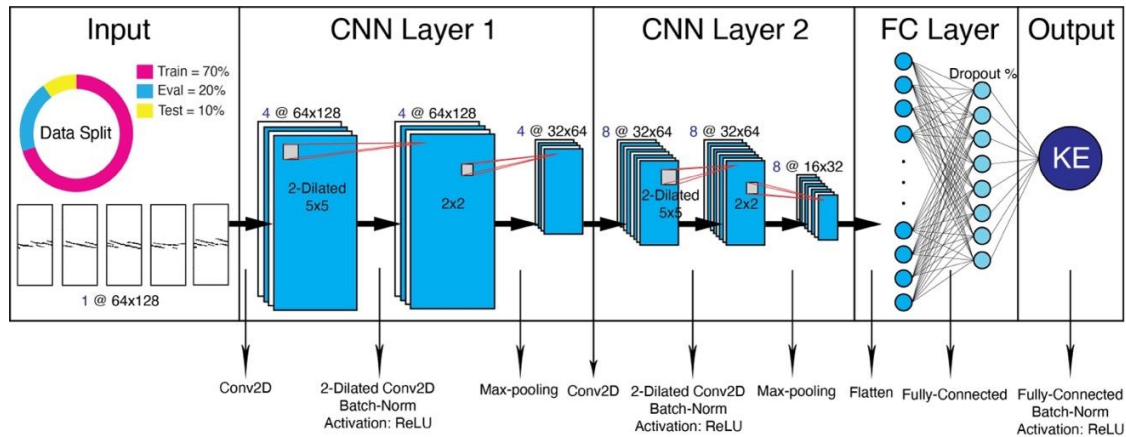 Input
CNN Layer 1
CNN Layer 2
FC Layer
Output
Train = 70%
Eval = 20%
Test = 10%
Data Split
1 @ 64x128
4 @ 64x128
2-Dilated
5x5
4 @ 64x128
2x2
4 @ 32x64
8 @ 32x64
2-Dilated
5x5
8 @ 32x64
2x2
8 @ 16x32
Dropout %
KE
Conv2D
2-Dilated Conv2D
Batch-Norm
Activation: ReLU
Max-pooling
Conv2D
2-Dilated Conv2D
Batch-Norm
Activation: ReLU
Max-pooling
Flatten
Fully-Connected
Fully-Connected
Batch-Norm
Activation: ReLU